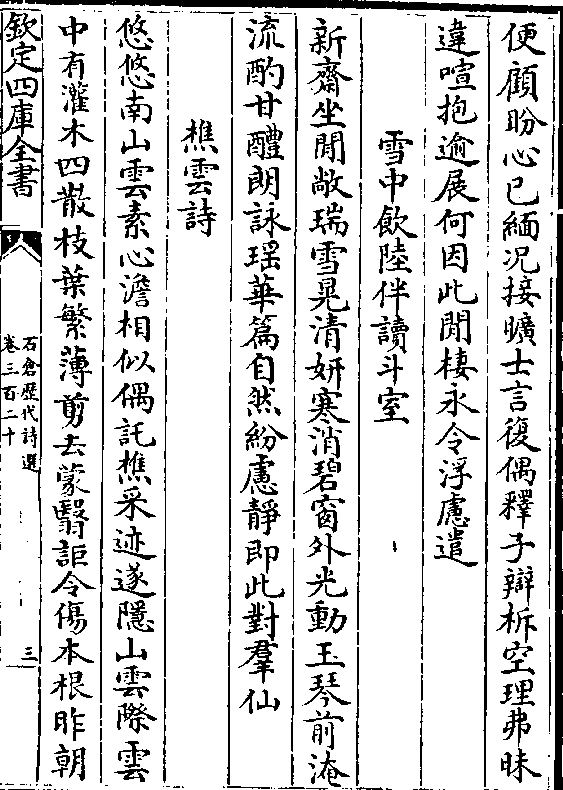 便顧盼心已緬况接曠士言復偶釋子辯析空理弗昧
違喧抱逾展何因此閒棲永令浮慮遣
雪中飲陸伴讀斗室
新齋坐閒敞瑞雪晃清妍寒消碧窗外光動玉琴前淹
流酌甘醴朗詠瑶華篇自然紛慮靜即此對羣仙
樵雲詩
悠悠南山雲素心澹相似偶託樵采迹遂隱山雲際雲
中有灌木四散枝葉繁薄剪去蒙翳詎令傷本根昨朝
欽定四庫全書
石倉歴代詩選
卷三百二十
三